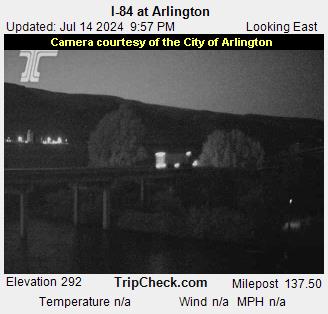 I-84 at Arlington
Updated: Jul 14 2024 9:57 PM Looking East
Camera courtesy of the City of Arlington
Elevation 292 TripCheck.com Milepost 137.50
Temperature n/a Wind n/a MPH n/a